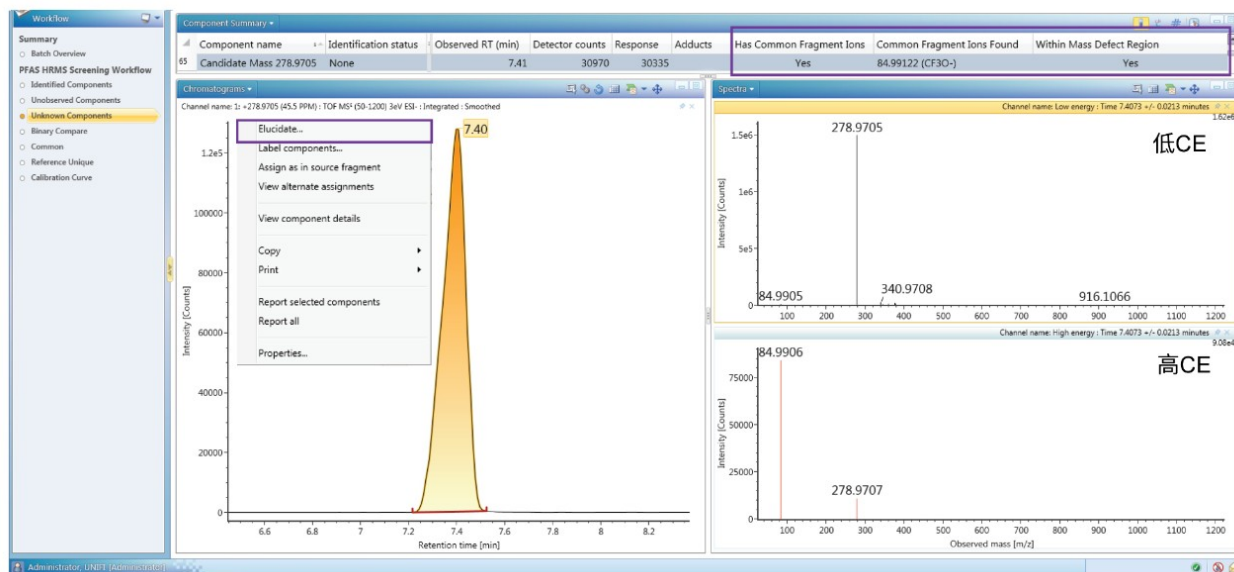 Workflow
Summary
Batch Overview
PFAS HRMS Screening Workflow
Identified Components
Unobserved Components
Unknown Components
Binary Compare
Common
Reference Unique
Calibration Curve
Component Summary
Component name Identification status Observed RT (min) Detector counts Response Adducts Has Common Fragment Ions Common Fragment Ions Found Within Mass Defect Region
65 Candidate Mass 278.9705 None 7.41 30970 30335 Yes 84.99122 (CF3O-) Yes
Chromatograms
Channel name: 1: +278.9705 (45.5 PPM) : TOF MSᴱ (50-1200) 3eV ESI- : Integrated : Smoothed
Elucidate...
Label components...
Assign as in source fragment
View alternate assignments
View component details
Copy
Print
Report selected components
Report all
Properties...
7.40
1.2e5
100000
80000
60000
40000
20000
0
Intensity [Counts]
6.6 6.8 7 7.2 7.4 7.6 7.8 8 8.2
Retention time [min]
Spectra
Channel name: Low energy : Time 7.4073 +/- 0.0213 minutes
1.62e6
低CE
278.9705
84.9905
340.9708
916.1066
1.5e6
1e6
5e5
0
Intensity [Counts]
100 200 300 400 500 600 700 800 900 1000 1100 1200
Channel name: High energy : Time 7.4073 +/- 0.0213 minutes
9.08e4
高CE
84.9906
278.9707
75000
50000
25000
0
Intensity [Counts]
100 200 300 400 500 600 700 800 900 1000 1100 1200
Observed mass [m/z]
Administrator, UNIFI (Administrator)